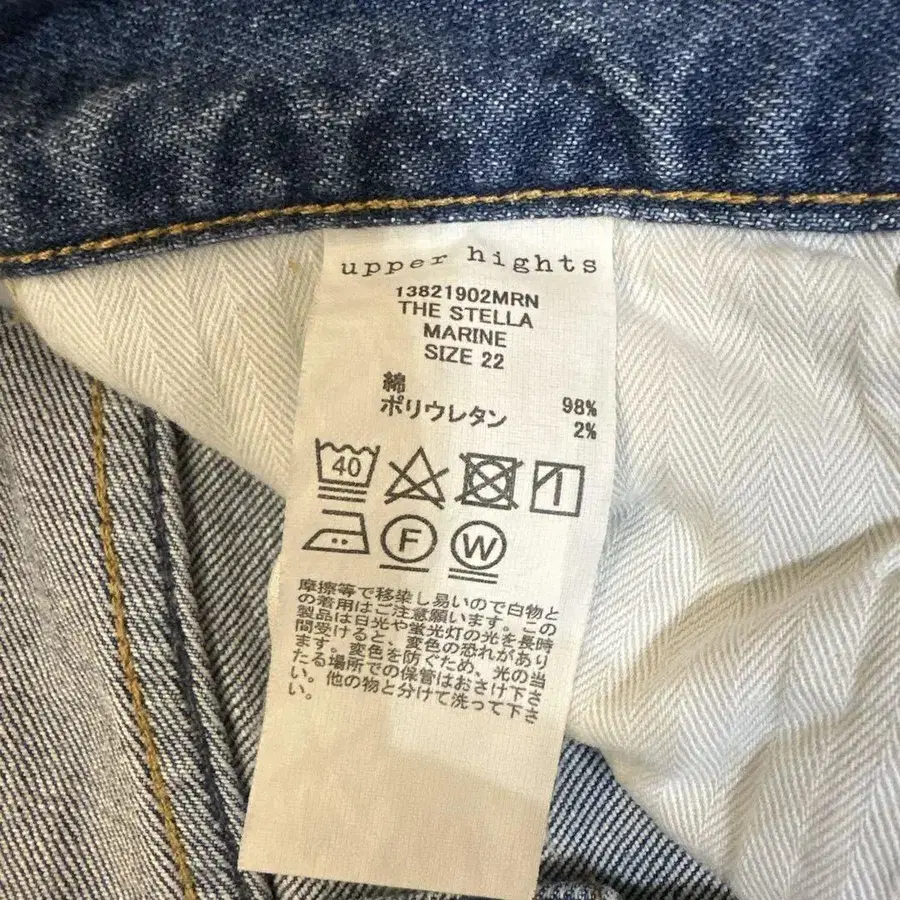 upper hights
13821902MRN
THE STELLA
MARINE
SIZE 22
綿 98%
ポリウレタン 2%
40
F W
摩擦等で移染し易いので白物と
の着用はご注意願います。この
製品は日光や蛍光灯の光を長時
間受けると、変色の恐れがあり
ます。変色を防ぐため、光の当
たる場所での保管はおさけ下さ
い。他の物と分けて洗って下さ
い。